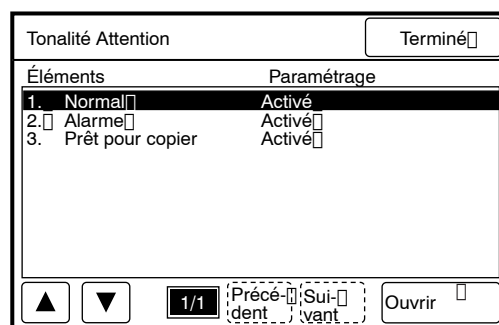 Tonalité Attention
Terminé
Éléments Paramétrage
1. Normal Activé
2. Alarme Activé
3. Prêt pour copier Activé
1/1
Précé-
dent
Sui-
vant
Ouvrir